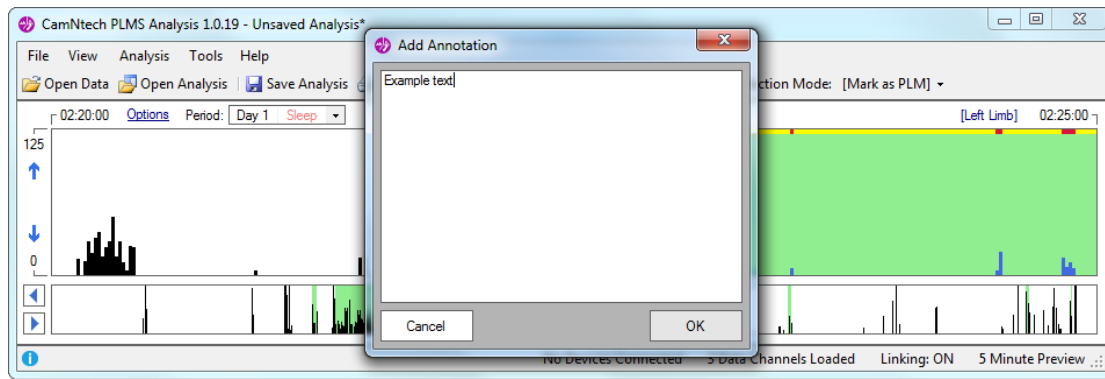 CamNtech PLMS Analysis 1.0.19 - Unsaved Analysis*
File View Analysis Tools Help
Open Data Open Analysis Save Analysis
ction Mode: [Mark as PLM]
02:20:00 Options Period: Day 1 Sleep
[Left Limb] 02:25:00
125
0
Add Annotation
Example text
Cancel OK
No Devices Connected 3 Data Channels Loaded Linking: ON 5 Minute Preview